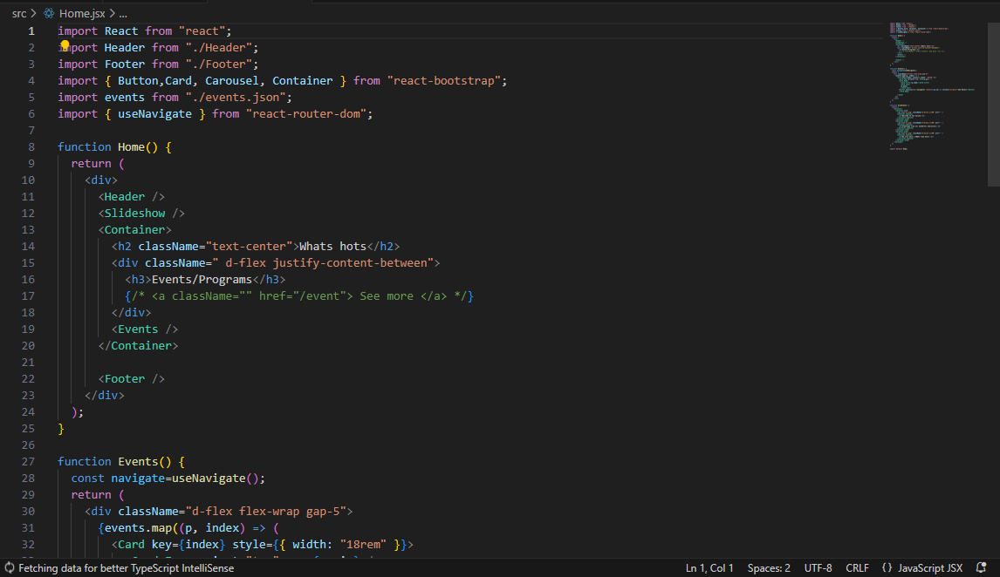 src > Home.jsx > ...
1 import React from "react";
2 import Header from "./Header";
3 import Footer from "./Footer";
4 import { Button,Card, Carousel, Container } from "react-bootstrap";
5 import events from "./events.json";
6 import { useNavigate } from "react-router-dom";
7
8 function Home() {
9 return (
10 <div>
11 <Header />
12 <Slideshow />
13 <Container>
14 <h2 className="text-center">Whats hots</h2>
15 <div className=" d-flex justify-content-between">
16 <h3>Events/Programs</h3>
17 {/* <a className="" href="/event"> See more </a> */}
18 </div>
19 <Events />
20 </Container>
21
22 <Footer />
23 </div>
24 );
25 }
26
27 function Events() {
28 const navigate=useNavigate();
29 return (
30 <div className="d-flex flex-wrap gap-5">
31 {events.map((p, index) => (
32 <Card key={index} style={{ width: "18rem" }}>
Fetching data for better TypeScript IntelliSense Ln 1, Col 1 Spaces: 2 UTF-8 CRLF {} JavaScript JSX